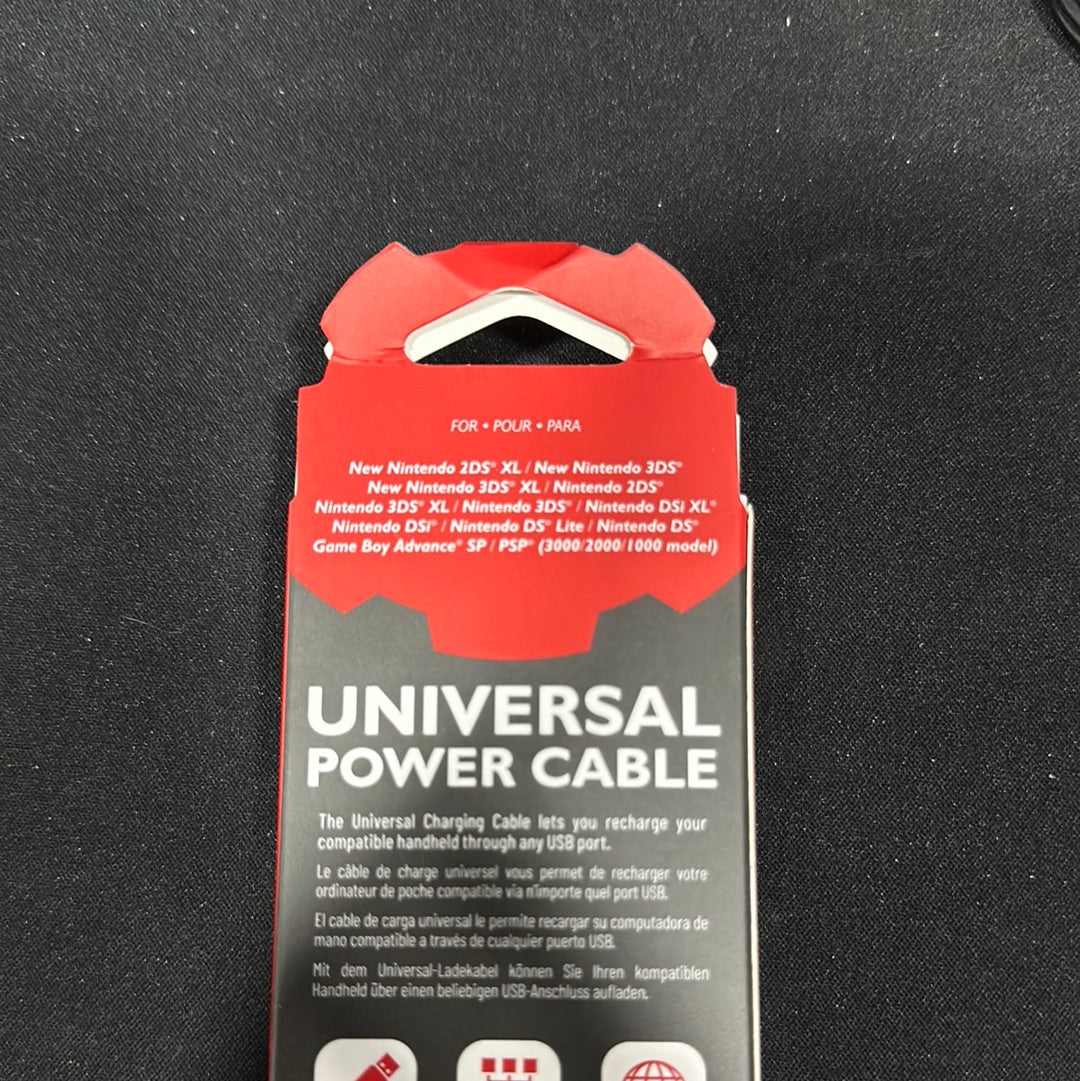 FOR • POUR • PARA
New Nintendo 2DS® XL / New Nintendo 3DS®
New Nintendo 3DS® XL / Nintendo 2DS®
Nintendo 3DS® XL / Nintendo 3DS® / Nintendo DSi XL®
Nintendo DSi® / Nintendo DS® Lite / Nintendo DS®
Game Boy Advance® SP / PSP® (3000/2000/1000 model)
UNIVERSAL
POWER CABLE
The Universal Charging Cable lets you recharge your
compatible handheld through any USB port.
Le câble de charge universel vous permet de recharger votre
ordinateur de poche compatible via n'importe quel port USB.
El cable de carga universal le permite recargar su computadora de
mano compatible a través de cualquier puerto USB.
Mit dem Universal-Ladekabel können Sie Ihren kompatiblen
Handheld über einen beliebigen USB-Anschluss aufladen.